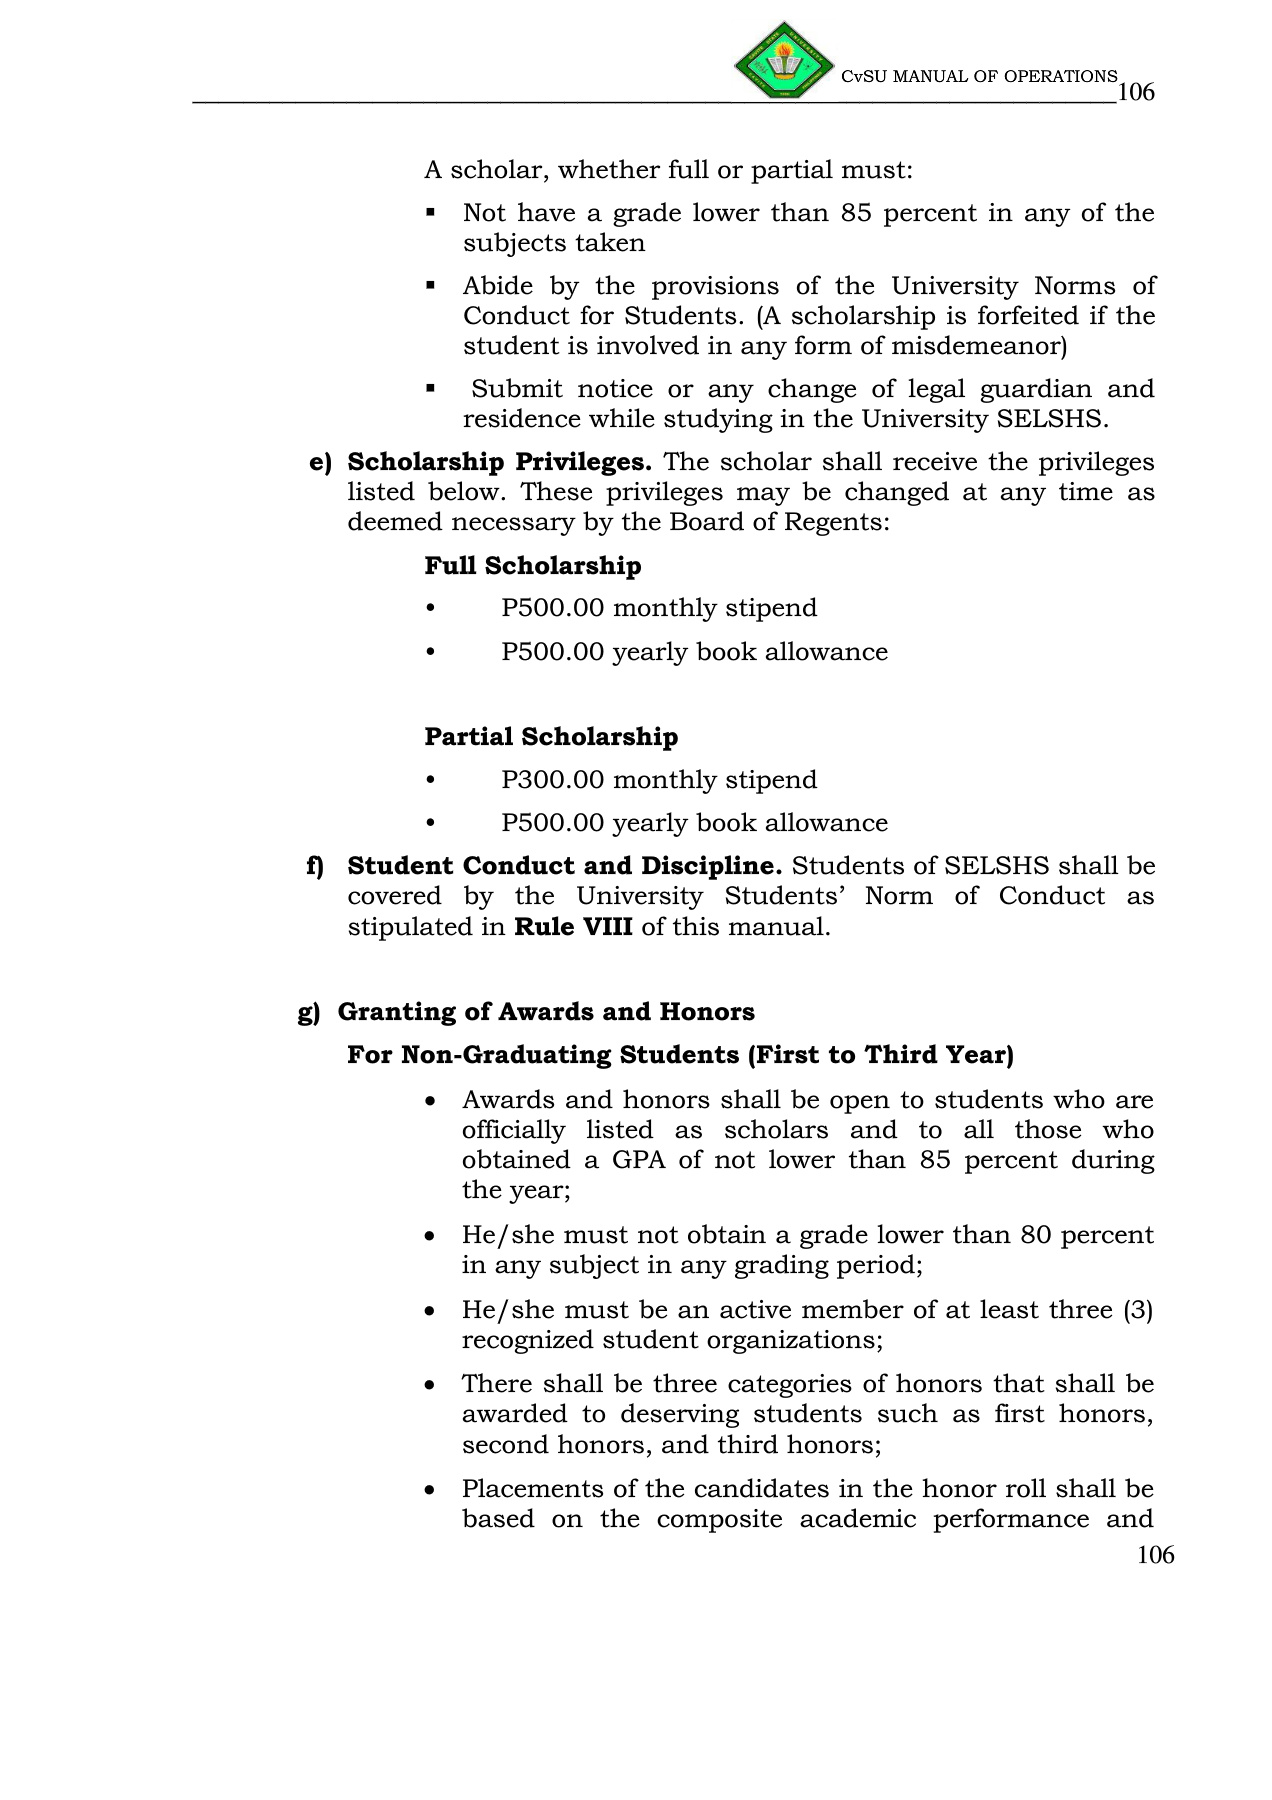 CvSU MANUAL OF OPERATIONS
106
A scholar, whether full or partial must:
▪ Not have a grade lower than 85 percent in any of the
subjects taken
▪ Abide by the provisions of the University Norms of
Conduct for Students. (A scholarship is forfeited if the
student is involved in any form of misdemeanor)
▪ Submit notice or any change of legal guardian and
residence while studying in the University SELSHS.
e) Scholarship Privileges. The scholar shall receive the privileges
listed below. These privileges may be changed at any time as
deemed necessary by the Board of Regents:
Full Scholarship
• P500.00 monthly stipend
• P500.00 yearly book allowance
Partial Scholarship
• P300.00 monthly stipend
• P500.00 yearly book allowance
f) Student Conduct and Discipline. Students of SELSHS shall be
covered by the University Students’ Norm of Conduct as
stipulated in Rule VIII of this manual.
g) Granting of Awards and Honors
For Non-Graduating Students (First to Third Year)
• Awards and honors shall be open to students who are
officially listed as scholars and to all those who
obtained a GPA of not lower than 85 percent during
the year;
• He/she must not obtain a grade lower than 80 percent
in any subject in any grading period;
• He/she must be an active member of at least three (3)
recognized student organizations;
• There shall be three categories of honors that shall be
awarded to deserving students such as first honors,
second honors, and third honors;
• Placements of the candidates in the honor roll shall be
based on the composite academic performance and
106